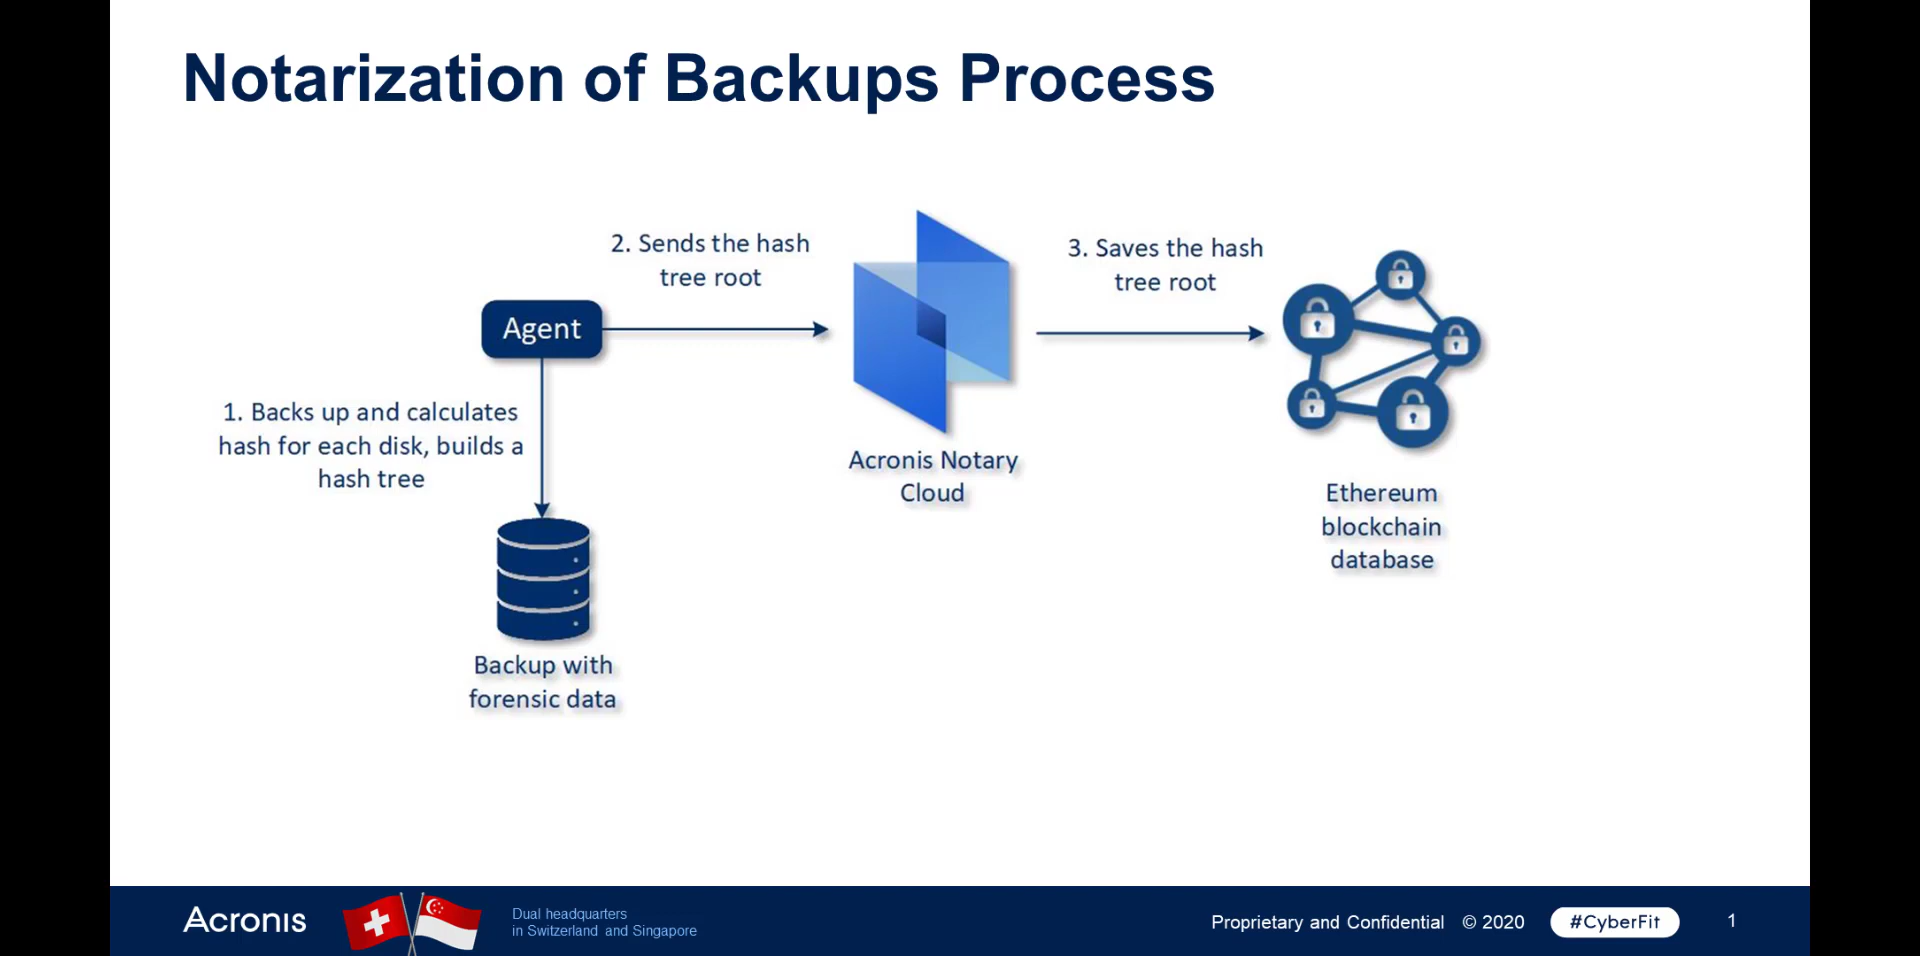 Notarization of Backups Process
2. Sends the hash
tree root
3. Saves the hash
tree root
Agent
1. Backs up and calculates
hash for each disk, builds a
hash tree
Acronis Notary
Cloud
Ethereum
blockchain
database
Backup with
forensic data
Acronis
Dual headquarters
in Switzerland and Singapore
Proprietary and Confidential © 2020
#CyberFit
1